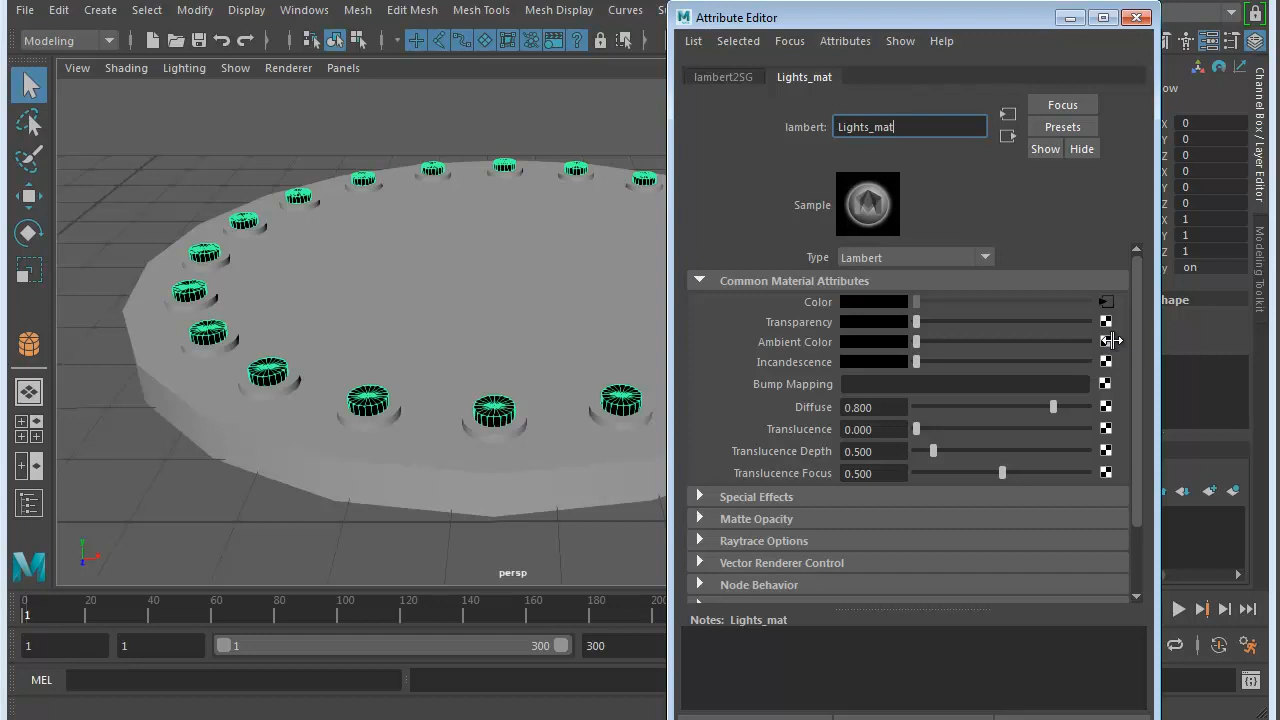 File Edit Create Select Modify Display Windows Mesh Edit Mesh Mesh Tools Mesh Display Curves
Modeling
View Shading Lighting Show Renderer Panels
persp
y
x
z
0 20 40 60 80 100 120 140 160 180
1
1 1 1 300 300
MEL
Attribute Editor
List Selected Focus Attributes Show Help
lambert2SG Lights_mat
lambert: Lights_mat
Focus
Presets
Show Hide
Sample
Type Lambert
Common Material Attributes
Color
Transparency
Ambient Color
Incandescence
Bump Mapping
Diffuse 0.800
Translucence 0.000
Translucence Depth 0.500
Translucence Focus 0.500
Special Effects
Matte Opacity
Raytrace Options
Vector Renderer Control
Node Behavior
Notes: Lights_mat
ow
X 0
Y 0
Z 0
X 0
Y 0
Z 0
X 1
Y 1
Z 1
y on
hape
Channel Box / Layer Editor
Modeling Toolkit